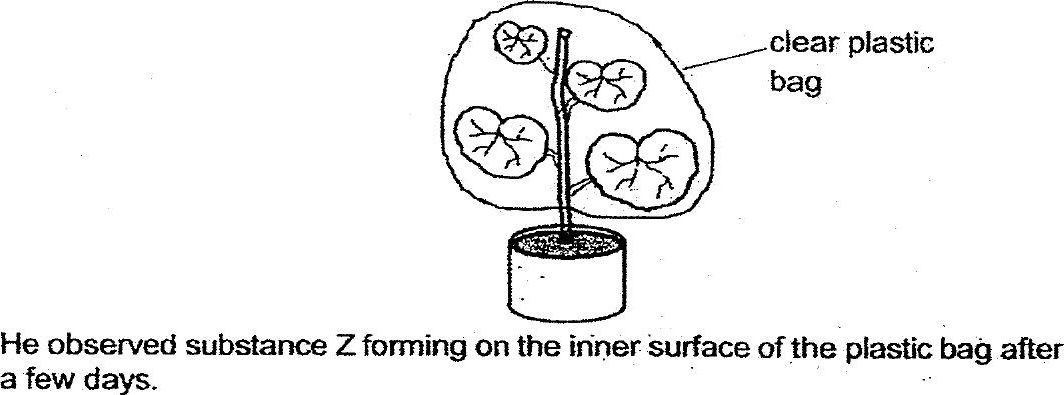 clear plastic
bag
He observed substance Z forming on the inner surface of the plastic bag after
a few days.